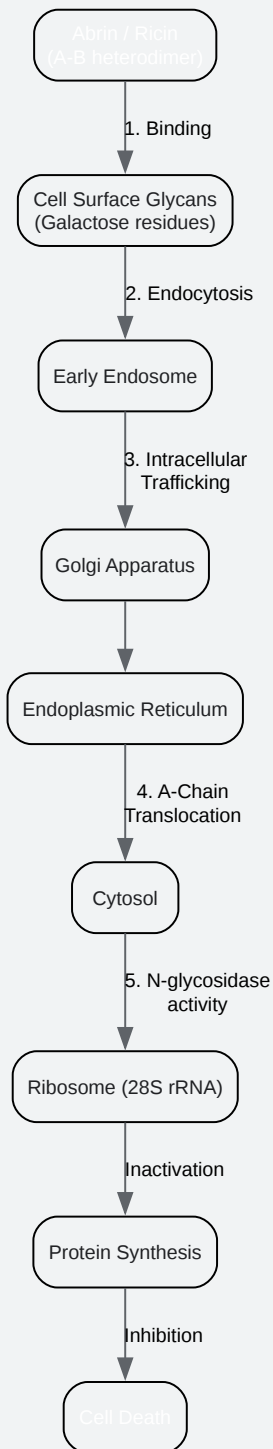 Abrin / Ricin
(A-B heterodimer)
1. Binding
Cell Surface Glycans
(Galactose residues)
2. Endocytosis
Early Endosome
3. Intracellular
Trafficking
Golgi Apparatus
Endoplasmic Reticulum
4. A-Chain
Translocation
Cytosol
5. N-glycosidase
activity
Ribosome (28S rRNA)
Inactivation
Protein Synthesis
Inhibition
Cell Death